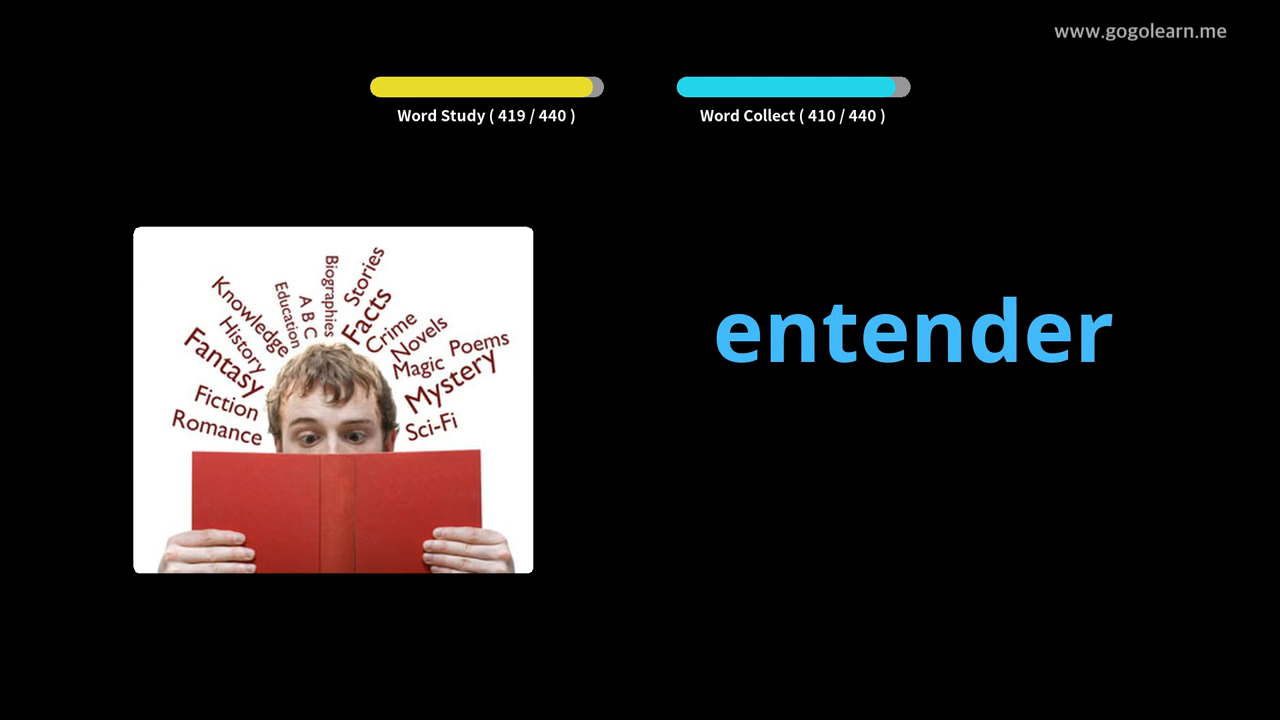 www.gogolearn.me
Word Study ( 419 / 440 )
Word Collect ( 410 / 440 )
Biographies
Stories
Education
A B C
Facts
Knowledge
Crime
History
Novels
Fantasy
Magic
Poems
Mystery
Fiction
Romance
Sci-Fi
entender